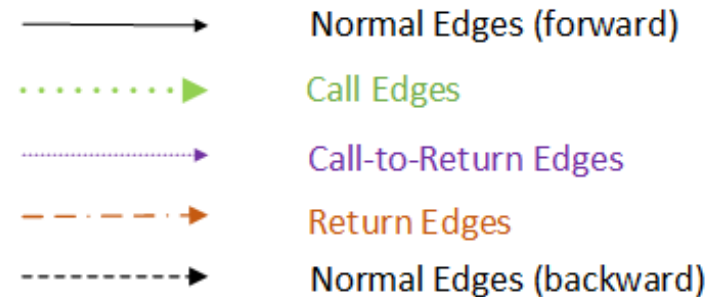 Normal Edges (forward)
Call Edges
Call-to-Return Edges
Return Edges
Normal Edges (backward)